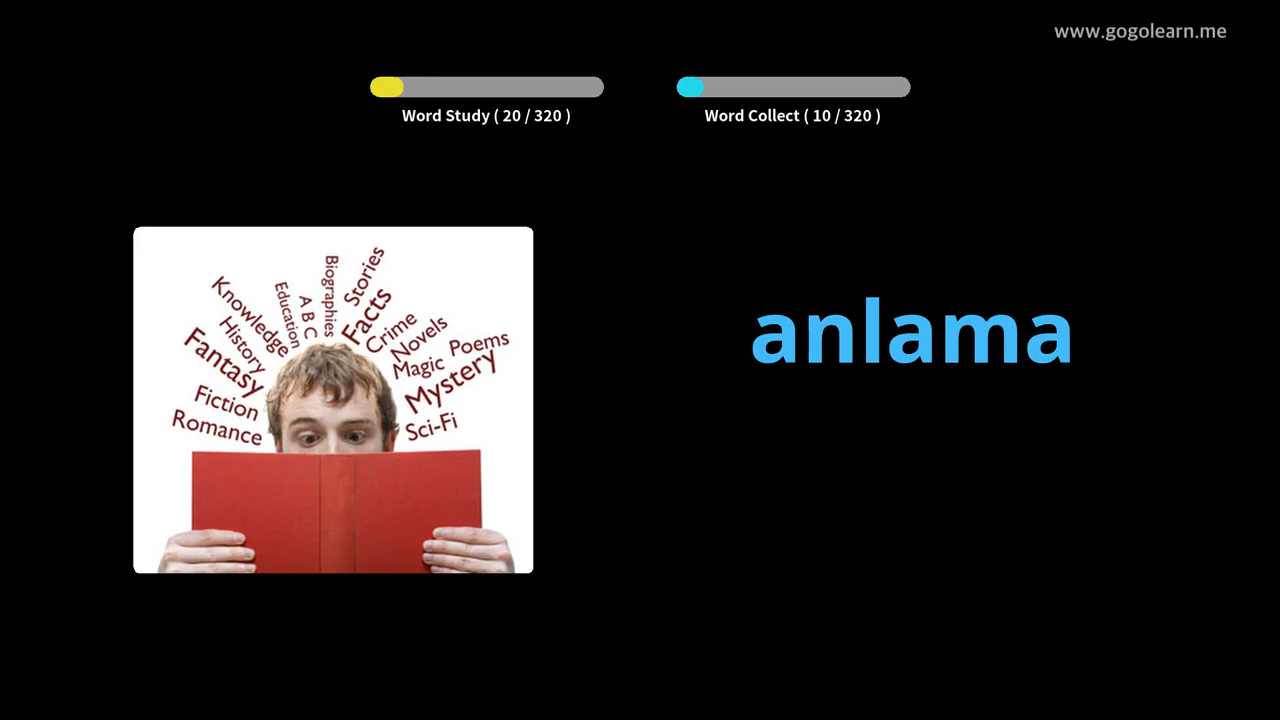 www.gogolearn.me
Word Study ( 20 / 320 )
Word Collect ( 10 / 320 )
Biographies
Stories
Education
A B C
Facts
Knowledge
Crime
History
Novels
Poems
Fantasy
Magic
Mystery
Fiction
Romance
Sci-Fi
anlama